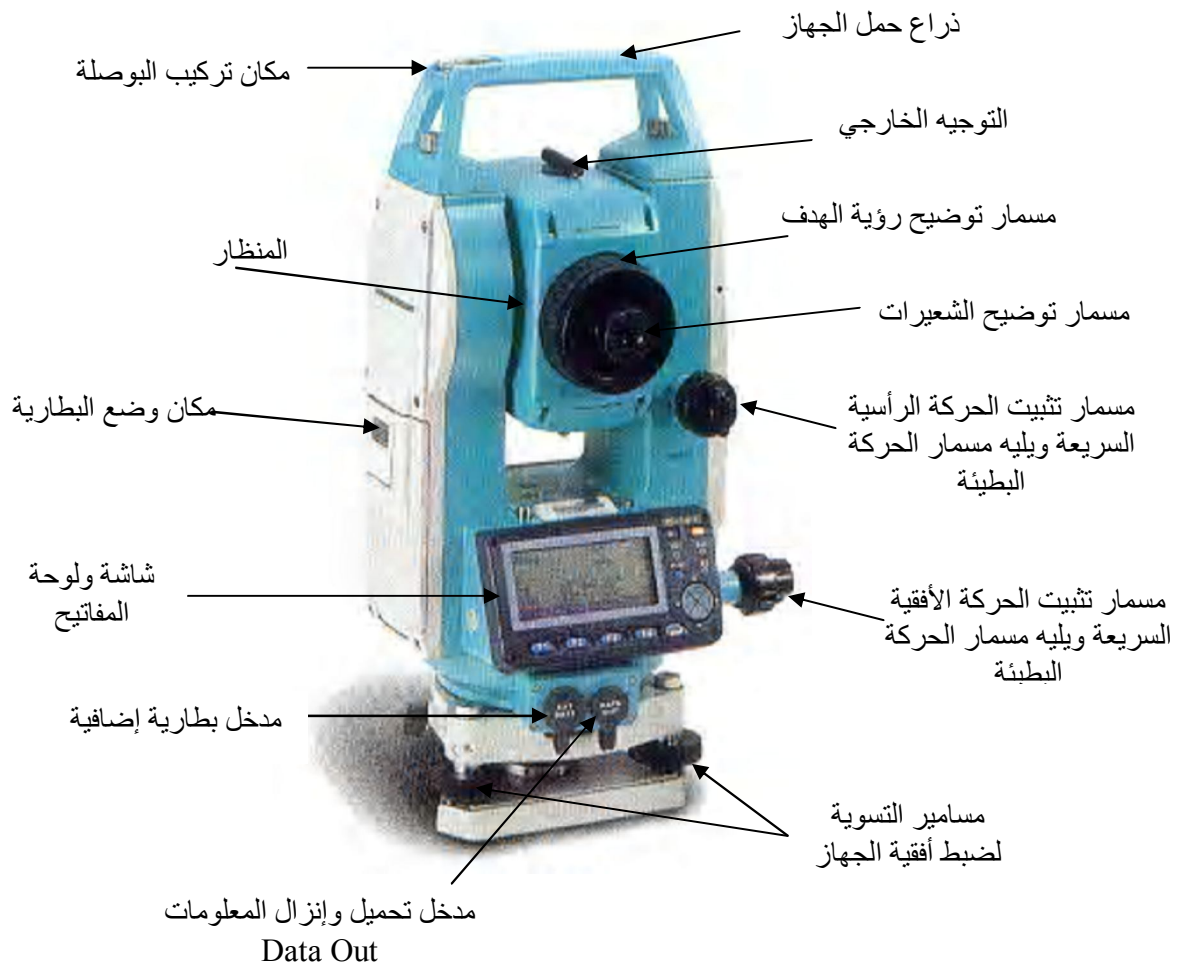 ذراع حمل الجهاز
مكان تركيب البوصلة
التوجيه الخارجي
مسمار توضيح رؤية الهدف
المنظار
مسمار توضيح الشعيرات
مكان وضع البطارية
مسمار تثبيت الحركة الرأسية
السريعة ويليه مسمار الحركة
البطيئة
شاشة ولوحة
المفاتيح
مسمار تثبيت الحركة الأفقية
السريعة ويليه مسمار الحركة
البطيئة
مدخل بطارية إضافية
مسامير التسوية
لضبط أفقية الجهاز
مدخل تحميل وإنزال المعلومات
Data Out